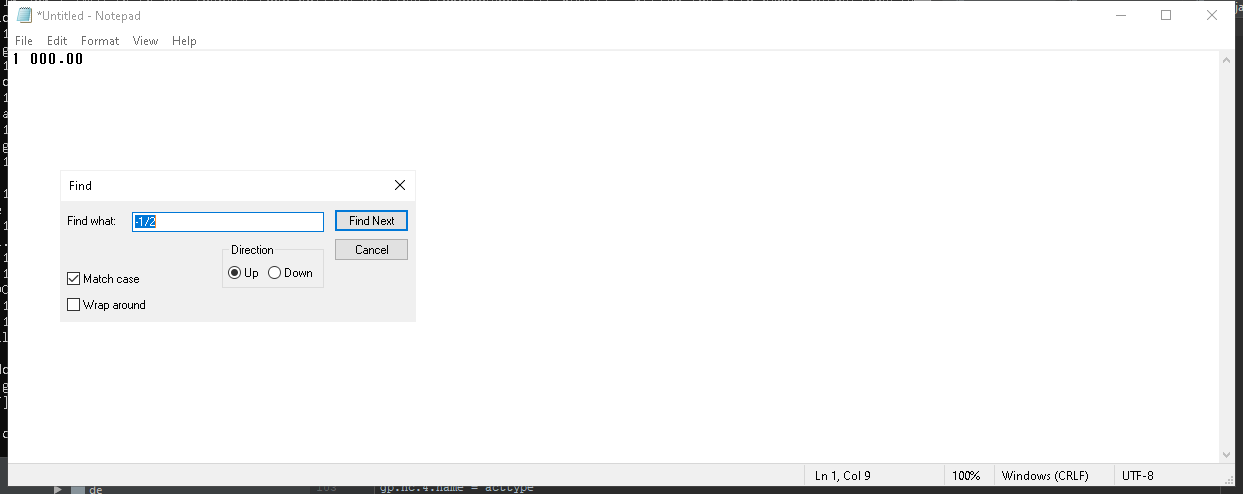 *Untitled - Notepad
File Edit Format View Help
1 000.00
Find
Find what: -1/2 Find Next
Direction Cancel
Up Down
Match case
Wrap around
Ln 1, Col 9 100% Windows (CRLF) UTF-8
de gp.nc.4.name = acctype